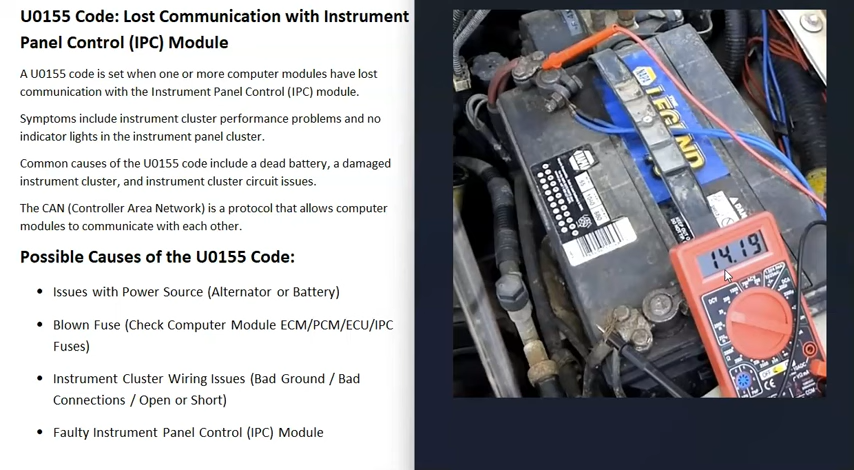 U0155 Code: Lost Communication with Instrument
Panel Control (IPC) Module
A U0155 code is set when one or more computer modules have lost
communication with the Instrument Panel Control (IPC) module.
Symptoms include instrument cluster performance problems and no
indicator lights in the instrument panel cluster.
Common causes of the U0155 code include a dead battery, a damaged
instrument cluster, and instrument cluster circuit issues.
The CAN (Controller Area Network) is a protocol that allows computer
modules to communicate with each other.
Possible Causes of the U0155 Code:
• Issues with Power Source (Alternator or Battery)
• Blown Fuse (Check Computer Module ECM/PCM/ECU/IPC
Fuses)
• Instrument Cluster Wiring Issues (Bad Ground / Bad
Connections / Open or Short)
• Faulty Instrument Panel Control (IPC) Module
NAPA
LEGEND
14.19